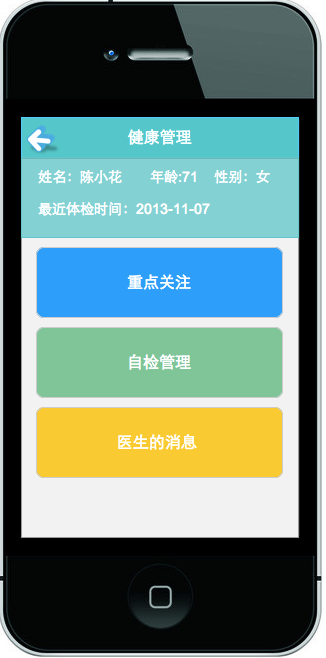 健康管理
姓名：陈小花 年龄:71 性别：女
最近体检时间：2013-11-07
重点关注
自检管理
医生的消息